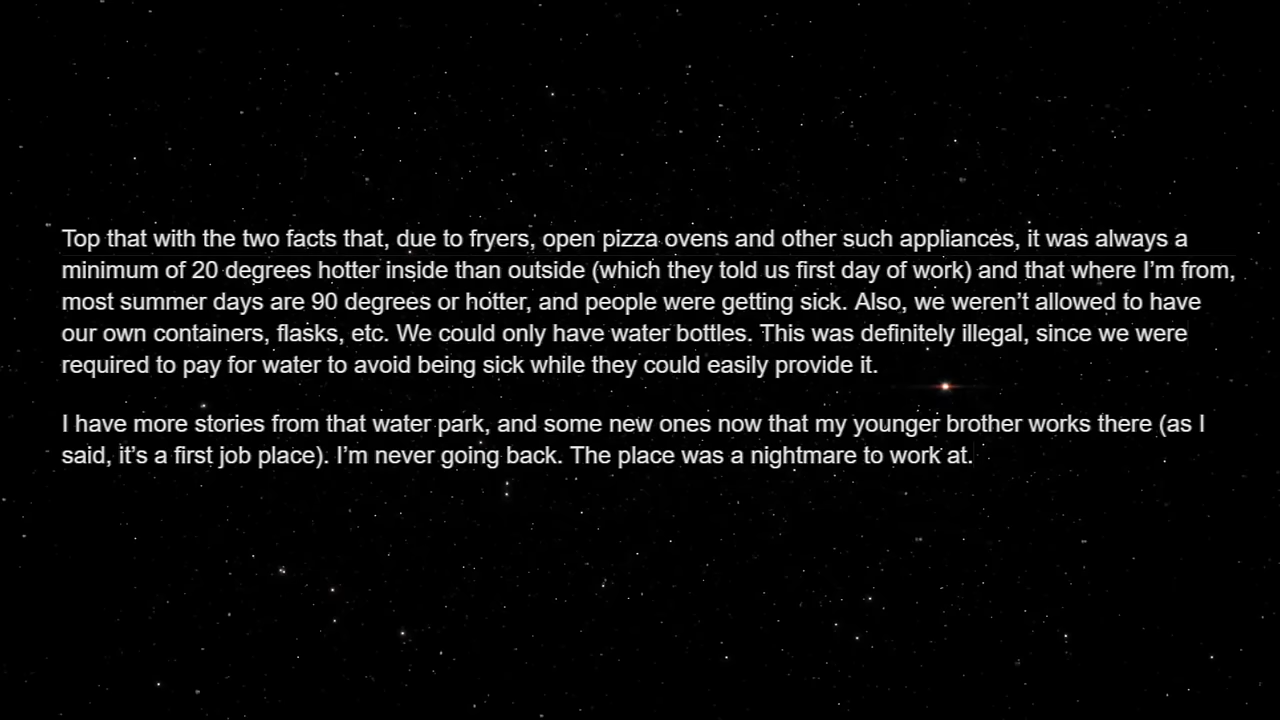 Top that with the two facts that, due to fryers, open pizza ovens and other such appliances, it was always a
minimum of 20 degrees hotter inside than outside (which they told us first day of work) and that where I’m from,
most summer days are 90 degrees or hotter, and people were getting sick. Also, we weren’t allowed to have
our own containers, flasks, etc. We could only have water bottles. This was definitely illegal, since we were
required to pay for water to avoid being sick while they could easily provide it.
I have more stories from that water park, and some new ones now that my younger brother works there (as I
said, it’s a first job place). I’m never going back. The place was a nightmare to work at.